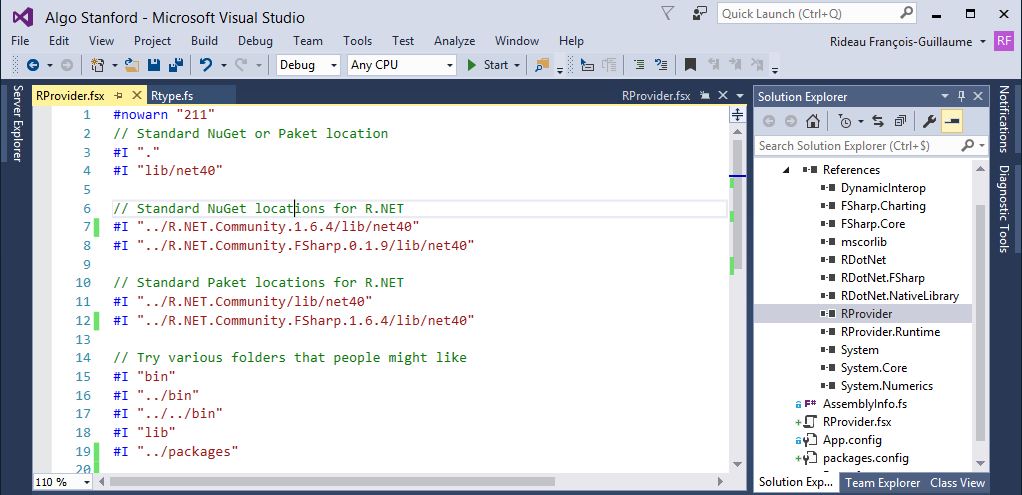 Algo Stanford - Microsoft Visual Studio
Quick Launch (Ctrl+Q)
File Edit View Project Build Debug Team Tools Test Analyze Window Help
Rideau François-Guillaume RF
Debug Any CPU Start
Server Explorer
RProvider.fsx Rtype.fs RProvider.fsx
1 #nowarn "211"
2 // Standard NuGet or Paket location
3 #I "."
4 #I "lib/net40"
5
6 // Standard NuGet locations for R.NET
7 #I "../R.NET.Community.1.6.4/lib/net40"
8 #I "../R.NET.Community.FSharp.0.1.9/lib/net40"
9
10 // Standard Paket locations for R.NET
11 #I "../R.NET.Community/lib/net40"
12 #I "../R.NET.Community.FSharp.1.6.4/lib/net40"
13
14 // Try various folders that people might like
15 #I "bin"
16 #I "../bin"
17 #I "../../bin"
18 #I "lib"
19 #I "../packages"
20
110 %
Solution Explorer
Search Solution Explorer (Ctrl+$)
References
DynamicInterop
FSharp.Charting
FSharp.Core
mscorlib
RDotNet
RDotNet.FSharp
RDotNet.NativeLibrary
RProvider
RProvider.Runtime
System
System.Core
System.Numerics
F# AssemblyInfo.fs
RProvider.fsx
App.config
packages.config
Solution Exp... Team Explorer Class View
Notifications
Diagnostic Tools